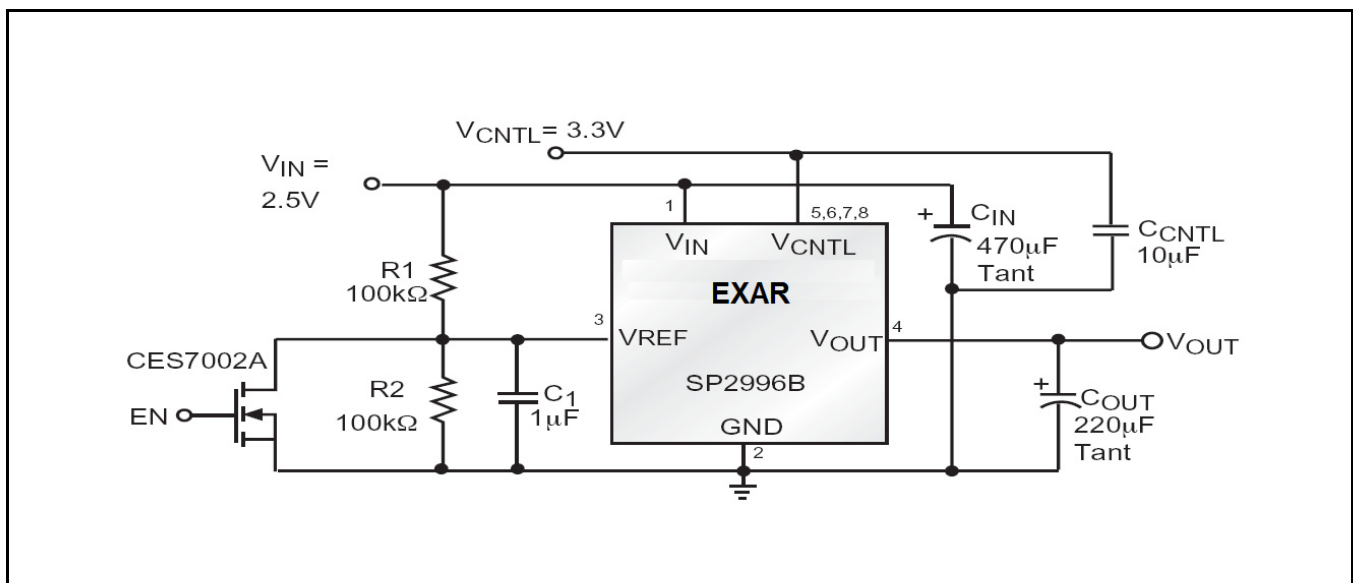 VCNTL= 3.3V
VIN =
2.5V
1
5,6,7,8
+
CIN
470μF
Tant
CCNTL
10μF
VIN
VCNTL
R1
100kΩ
EXAR
3
VREF
VOUT
4
VOUT
CES7002A
EN
R2
100kΩ
C1
1μF
SP2996B
GND
2
+
COUT
220μF
Tant